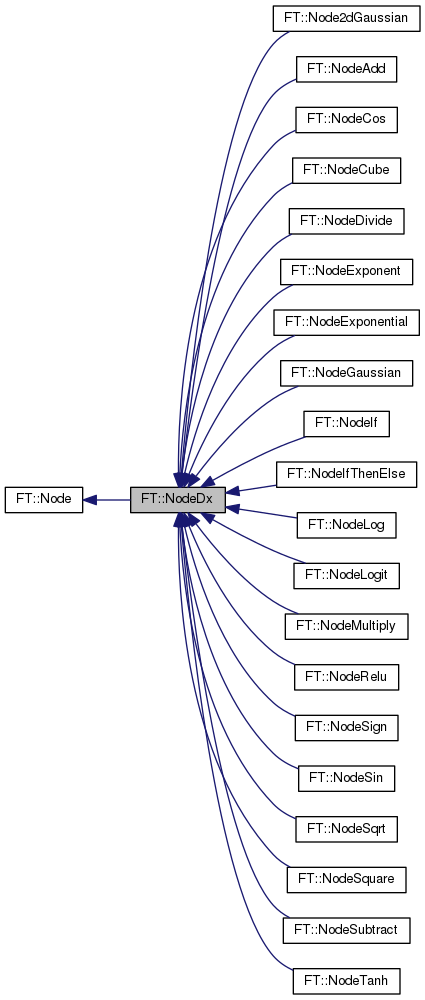 FT::Node2dGaussian
FT::NodeAdd
FT::NodeCos
FT::NodeCube
FT::NodeDivide
FT::NodeExponent
FT::NodeExponential
FT::NodeGaussian
FT::NodeIf
FT::NodeIfThenElse
FT::Node
FT::NodeDx
FT::NodeLog
FT::NodeLogit
FT::NodeMultiply
FT::NodeRelu
FT::NodeSign
FT::NodeSin
FT::NodeSqrt
FT::NodeSquare
FT::NodeSubtract
FT::NodeTanh